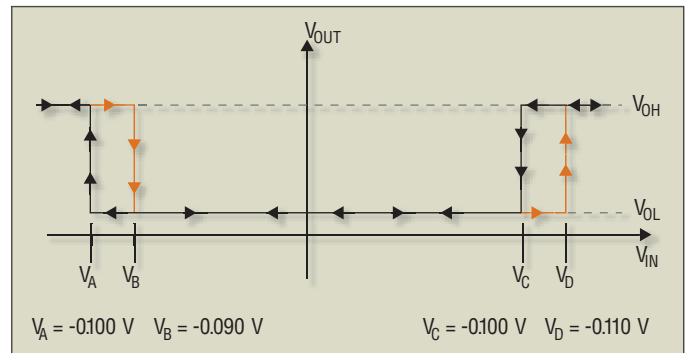 VOUT
VOH
VOL
VIN
VA VB VC VD
VA = -0.100 V VB = -0.090 V VC = -0.100 V VD = -0.110 V